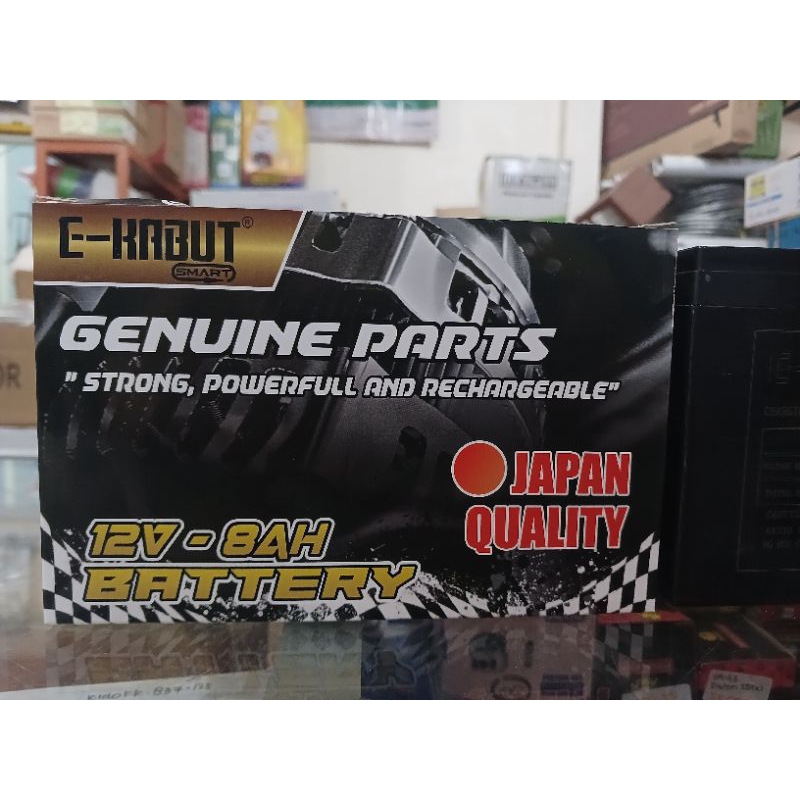 E-KABUT®
SMART
GENUINE PARTS
" STRONG, POWERFULL AND RECHARGEABLE"
JAPAN
QUALITY
12V - 8AH
BATTERY